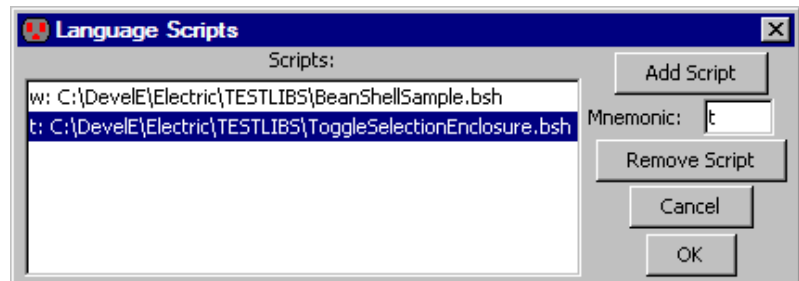 Language Scripts
Scripts:
w: C:\DevelE\Electric\TESTLIBS\BeanShellSample.bsh
t: C:\DevelE\Electric\TESTLIBS\ToggleSelectionEnclosure.bsh
Add Script
Mnemonic: t
Remove Script
Cancel
OK